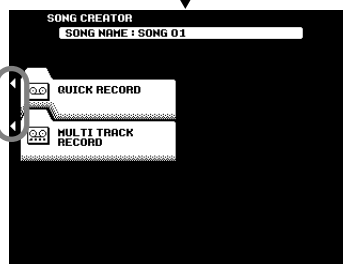 SONG CREATOR
SONG NAME : SONG 01
QUICK RECORD
MULTI TRACK
RECORD